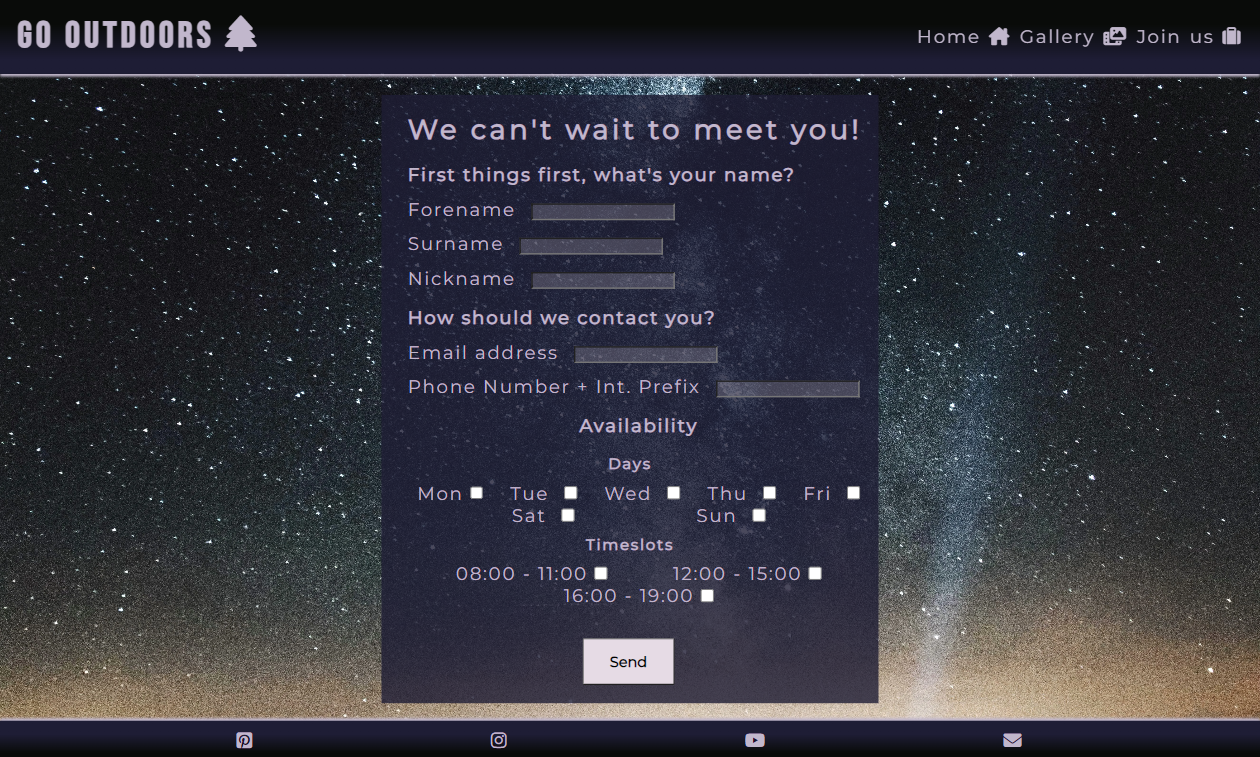 GO OUTDOORS
Home Gallery Join us
We can't wait to meet you!
First things first, what's your name?
Forename
Surname
Nickname
How should we contact you?
Email address
Phone Number + Int. Prefix
Availability
Days
Mon Tue Wed Thu Fri
Sat Sun
Timeslots
08:00 - 11:00 12:00 - 15:00
16:00 - 19:00
Send